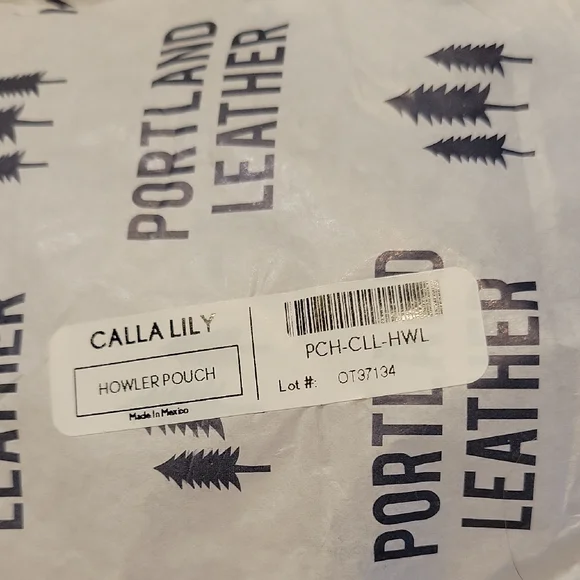 PORTLAND
LEATHER
CALLA LILY
HOWLER POUCH
Made In Mexico
PCH-CLL-HWL
Lot #: OT37134
PORTLAND
LEATHER
LEATHER